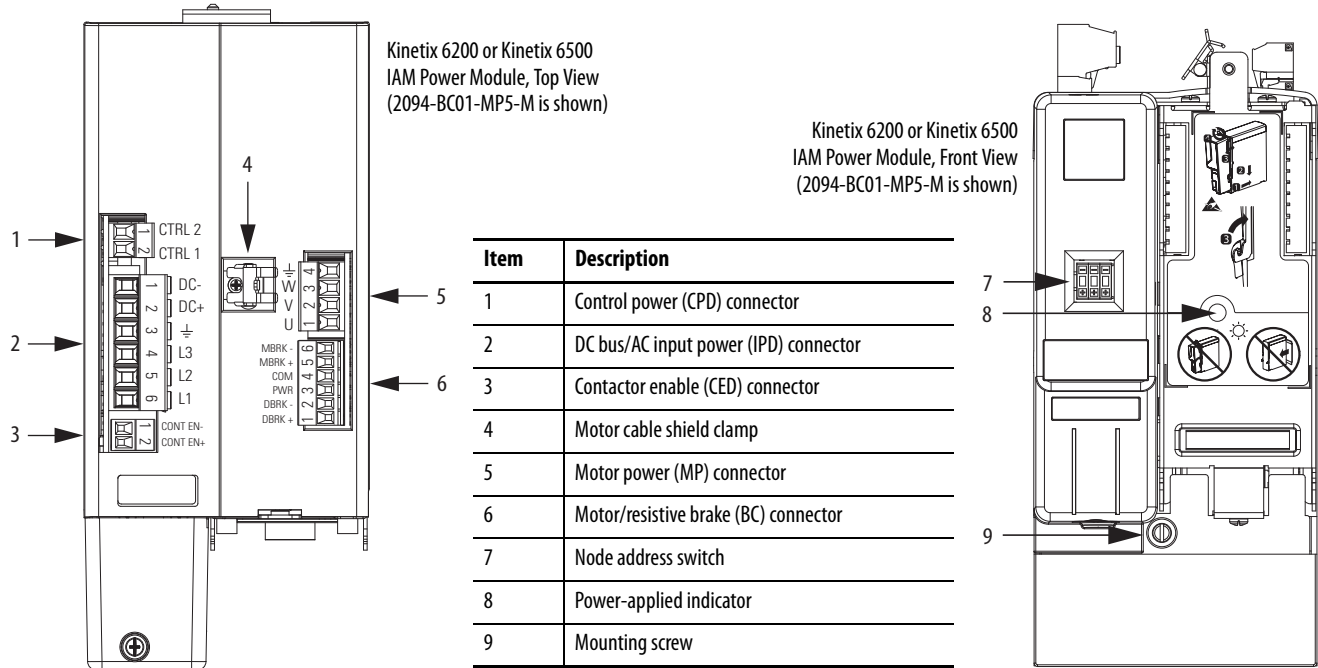 Kinetix 6200 or Kinetix 6500
IAM Power Module, Top View
(2094-BC01-MP5-M is shown)
Kinetix 6200 or Kinetix 6500
IAM Power Module, Front View
(2094-BC01-MP5-M is shown)
1
2
3
4
5
6
CTRL 2
CTRL 1
1
2
DC-
DC+
⏚
L3
L2
L1
1
2
3
4
5
6
CONT EN-
CONT EN+
1
2
⏚
W
V
U
4
3
2
1
MBRK -
MBRK +
COM
PWR
DBRK -
DBRK +
6
5
4
3
2
1
Item Description
1 Control power (CPD) connector
2 DC bus/AC input power (IPD) connector
3 Contactor enable (CED) connector
4 Motor cable shield clamp
5 Motor power (MP) connector
6 Motor/resistive brake (BC) connector
7 Node address switch
8 Power-applied indicator
9 Mounting screw
7
8
9